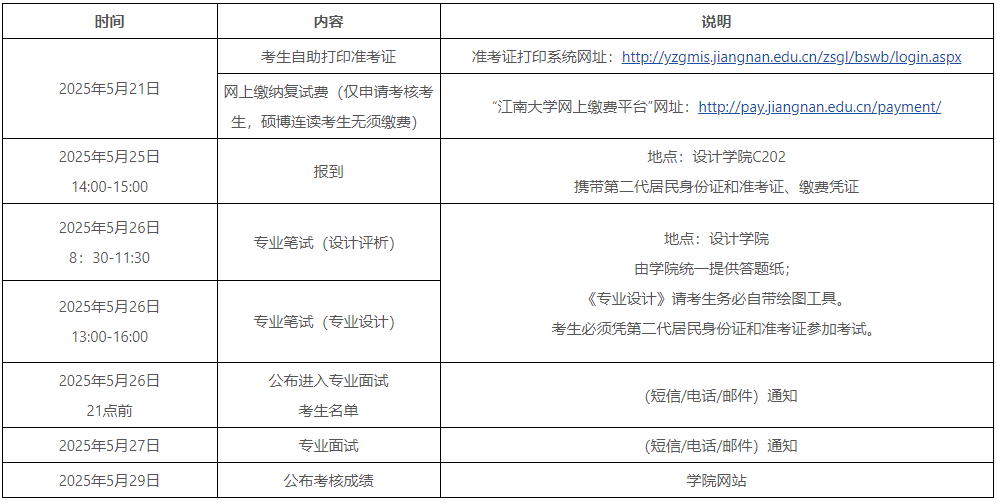 时间 内容 说明
2025年5月21日
考生自助打印准考证
准考证打印系统网址：http://yzgmis.jiangnan.edu.cn/zsgl/bswb/login.aspx
网上缴纳复试费（仅申请考核考
生，硕博连读考生无须缴费）
“江南大学网上缴费平台”网址：http://pay.jiangnan.edu.cn/payment/
2025年5月25日
14:00-15:00
报到
地点：设计学院C202
携带第二代居民身份证和准考证、缴费凭证
2025年5月26日
8：30-11:30
专业笔试（设计评析）
地点：设计学院
由学院统一提供答题纸；
《专业设计》请考生务必自带绘图工具。
考生必须凭第二代居民身份证和准考证参加考试。
2025年5月26日
13:00-16:00
专业笔试（专业设计）
2025年5月26日
21点前
公布进入专业面试
考生名单
（短信/电话/邮件）通知
2025年5月27日
专业面试
（短信/电话/邮件）通知
2025年5月29日
公布考核成绩
学院网站